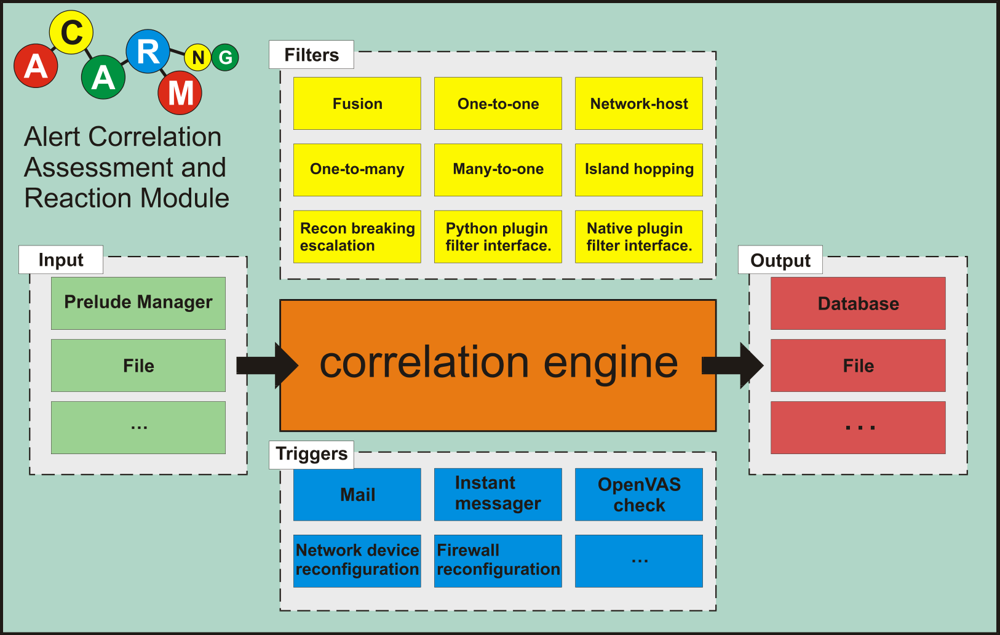 ACARM NG
Alert Correlation
Assessment and
Reaction Module
Filters
Fusion
One-to-one
Network-host
One-to-many
Many-to-one
Island hopping
Recon breaking
escalation
Python plugin
filter interface.
Native plugin
filter interface.
Input
Prelude Manager
File
...
correlation engine
Output
Database
File
...
Triggers
Mail
Instant
messager
OpenVAS
check
Network device
reconfiguration
Firewall
reconfiguration
...